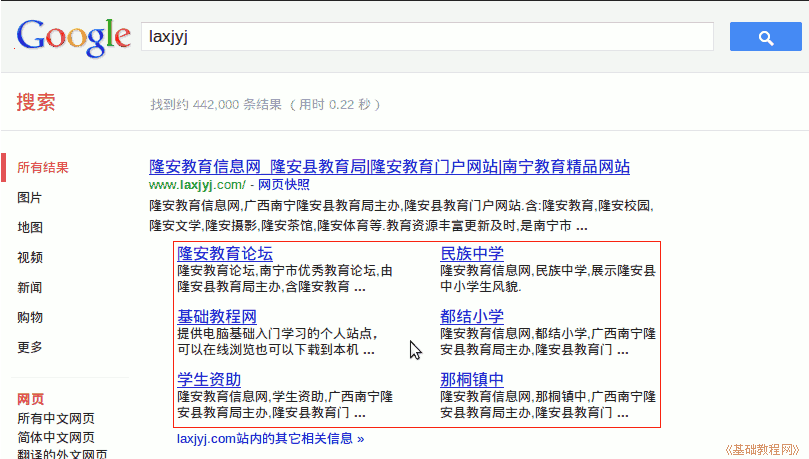 Google
laxjyj
搜索
找到约 442,000 条结果 （用时 0.22 秒）
所有结果
图片
地图
视频
新闻
购物
更多
网页
所有中文网页
简体中文网页
翻译的外文网页
隆安教育信息网_隆安县教育局|隆安教育门户网站|南宁教育精品网站
www.laxjyj.com/ - 网页快照
隆安教育信息网,广西南宁隆安县教育局主办,隆安县教育门户网站.含:隆安教育,隆安校园,
隆安文学,隆安摄影,隆安茶馆,隆安体育等.教育资源丰富更新及时,是南宁市 ...
隆安教育论坛
隆安教育论坛,南宁市优秀教育论坛,由
隆安县教育局主办,含隆安教育 ...
民族中学
隆安教育信息网,民族中学,展示隆安县
中小学生风貌.
基础教程网
提供电脑基础入门学习的个人站点，
可以在线浏览也可以下载到本机 ...
都结小学
隆安教育信息网,都结小学,广西南宁隆
安县教育局主办,隆安县教育门 ...
学生资助
隆安教育信息网,学生资助,广西南宁隆
安县教育局主办,隆安县教育门 ...
那桐镇中
隆安教育信息网,那桐镇中,广西南宁隆
安县教育局主办,隆安县教育门 ...
laxjyj.com站内的其它相关信息 »
《基础教程网》